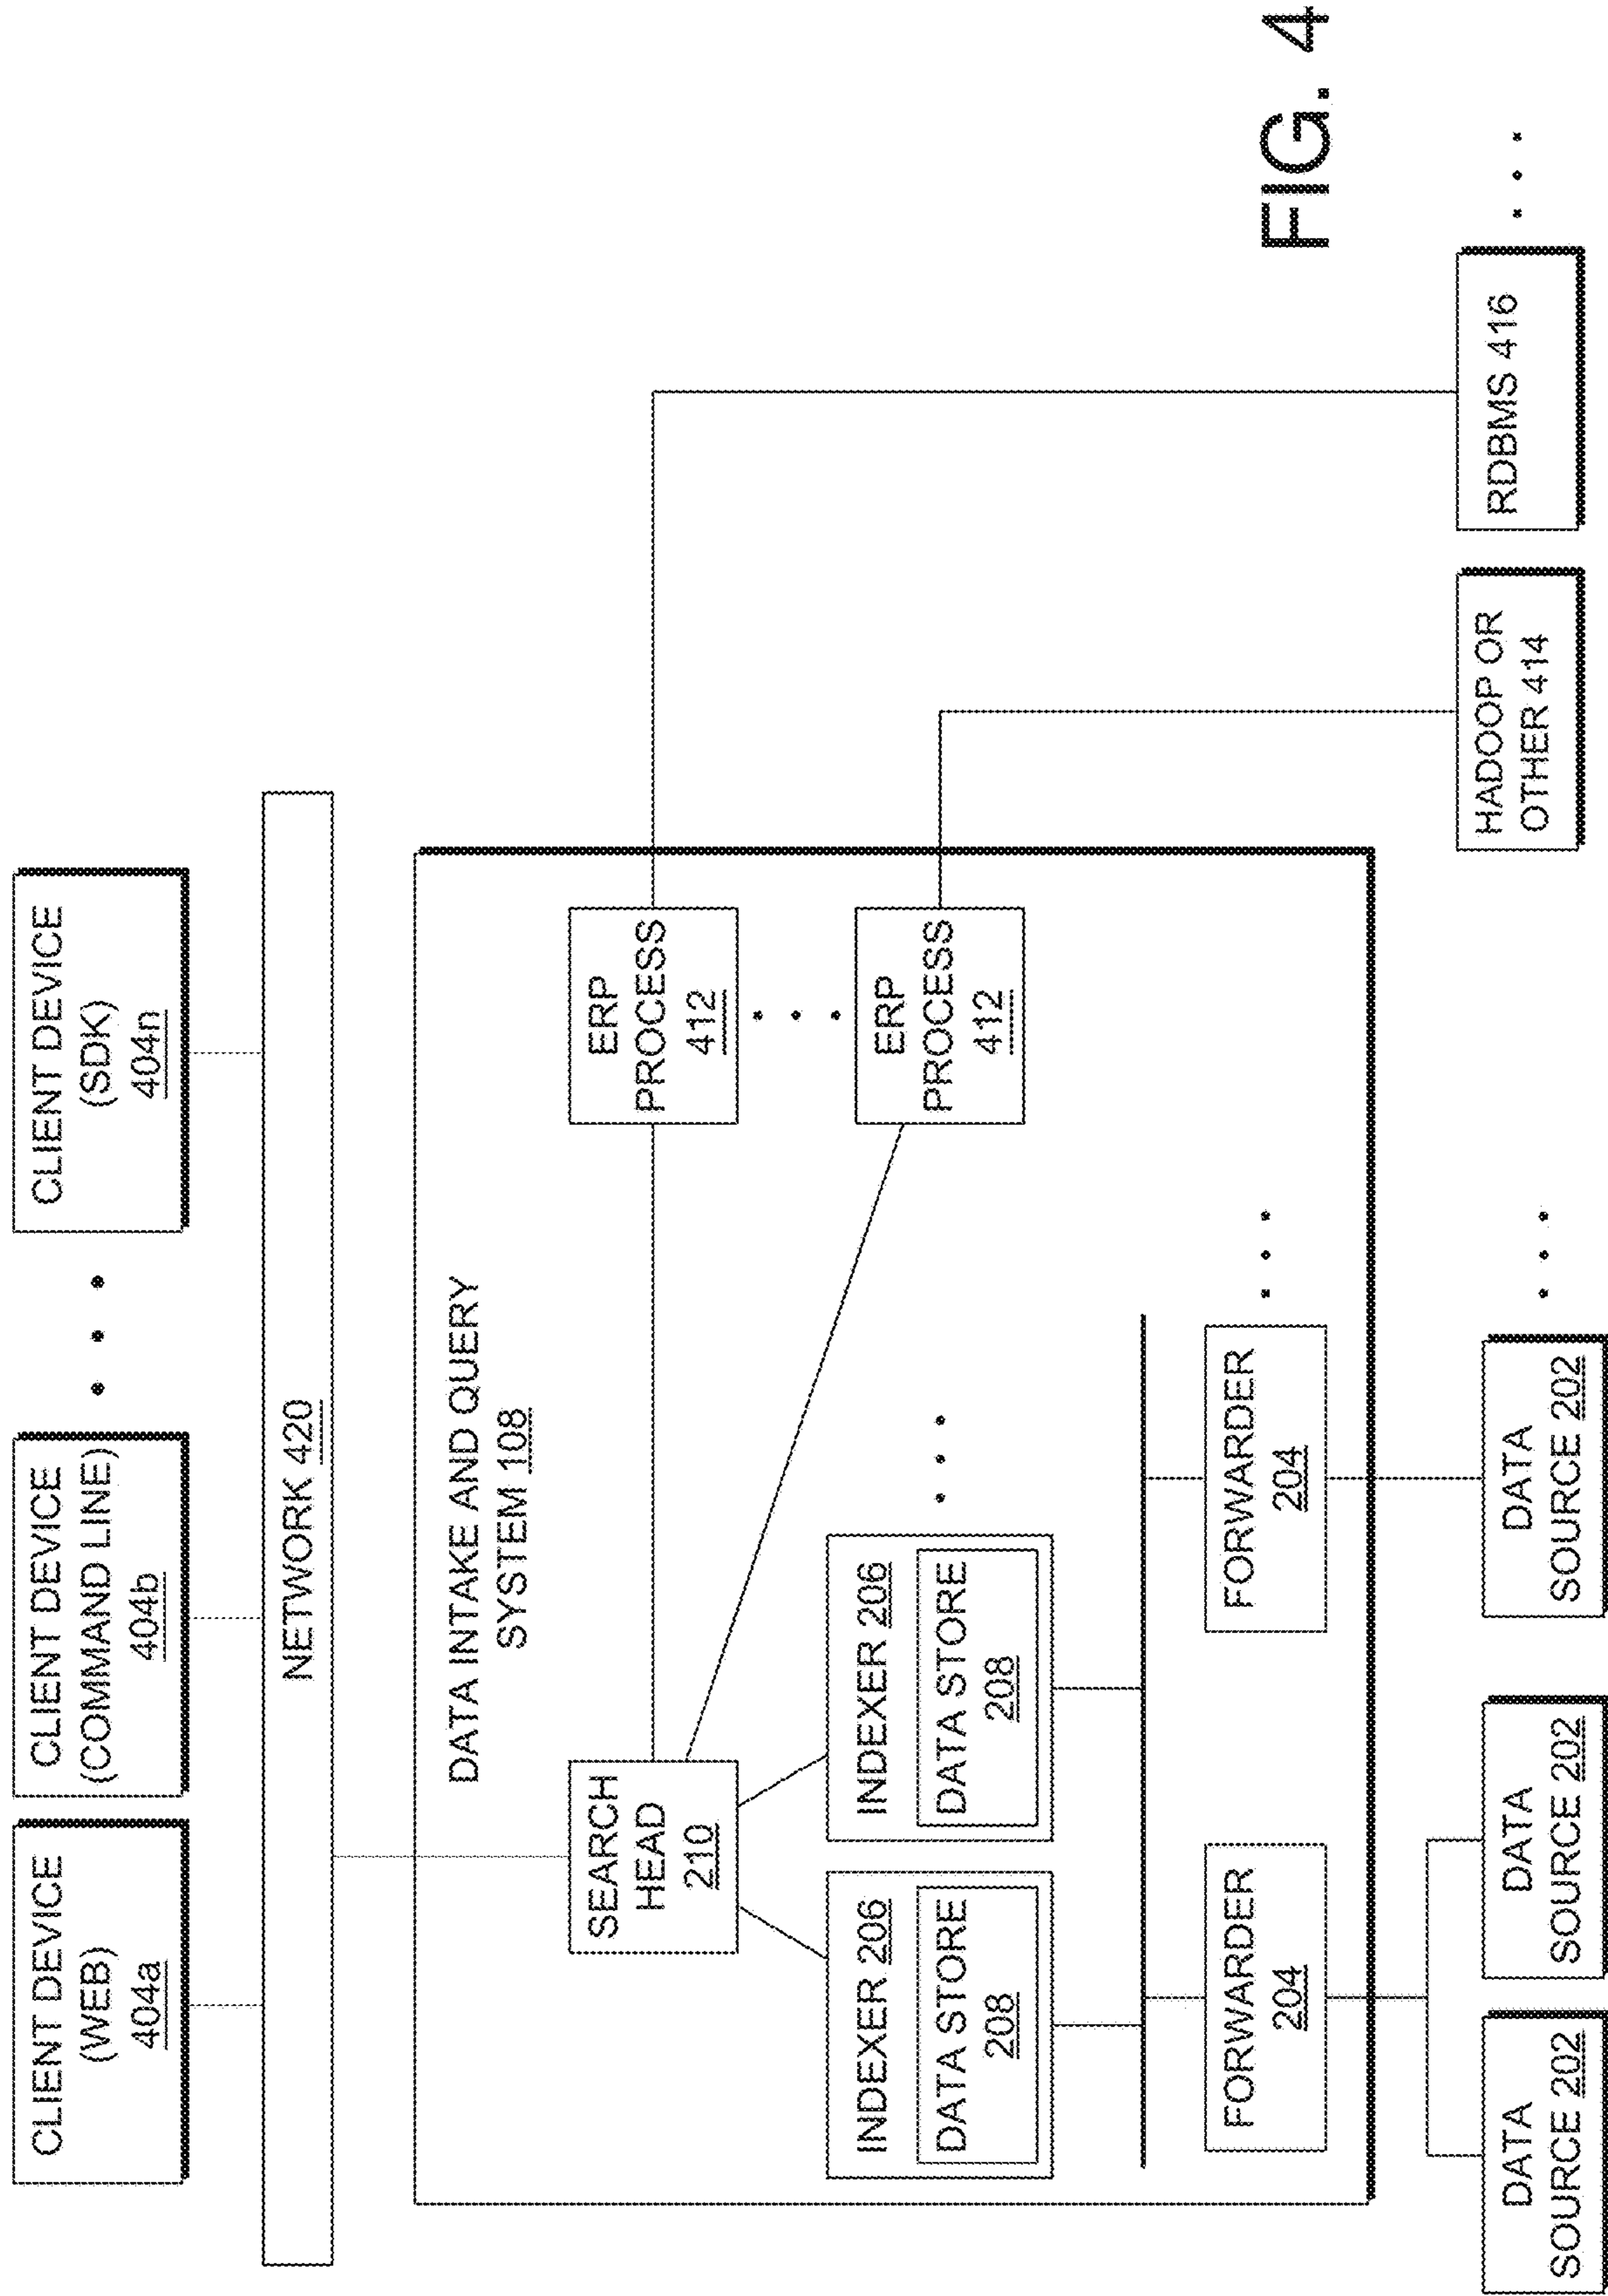 CLIENT DEVICE
(WEB)
404a
CLIENT DEVICE
(COMMAND LINE)
404b
CLIENT DEVICE
(SDK)
404n
NETWORK 420
DATA INTAKE AND QUERY
SYSTEM 108
SEARCH
HEAD
210
ERP
PROCESS
412
ERP
PROCESS
412
INDEXER 206
DATA STORE
208
INDEXER 206
DATA STORE
208
FORWARDER
204
FORWARDER
204
DATA
SOURCE 202
DATA
SOURCE 202
DATA
SOURCE 202
HADOOP OR
OTHER 414
RDBMS 416
FIG. 4